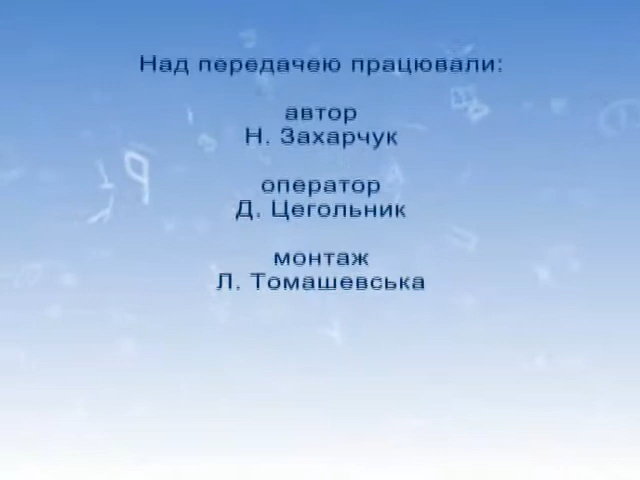 Над передачею працювали:
автор
Н. Захарчук
оператор
Д. Цегольник
монтаж
Л. Томашевська